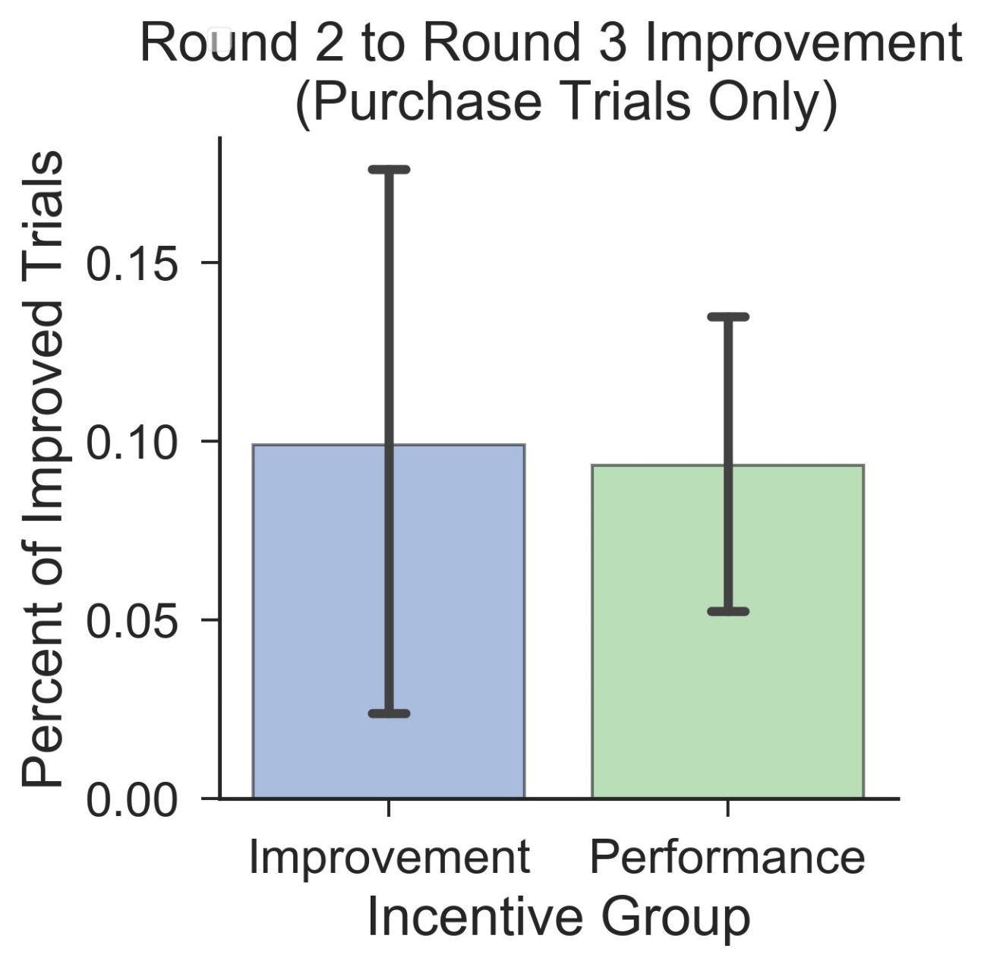 Round 2 to Round 3 Improvement
(Purchase Trials Only)
Percent of Improved Trials
0.15
0.10
0.05
0.00
Improvement
Performance
Incentive Group